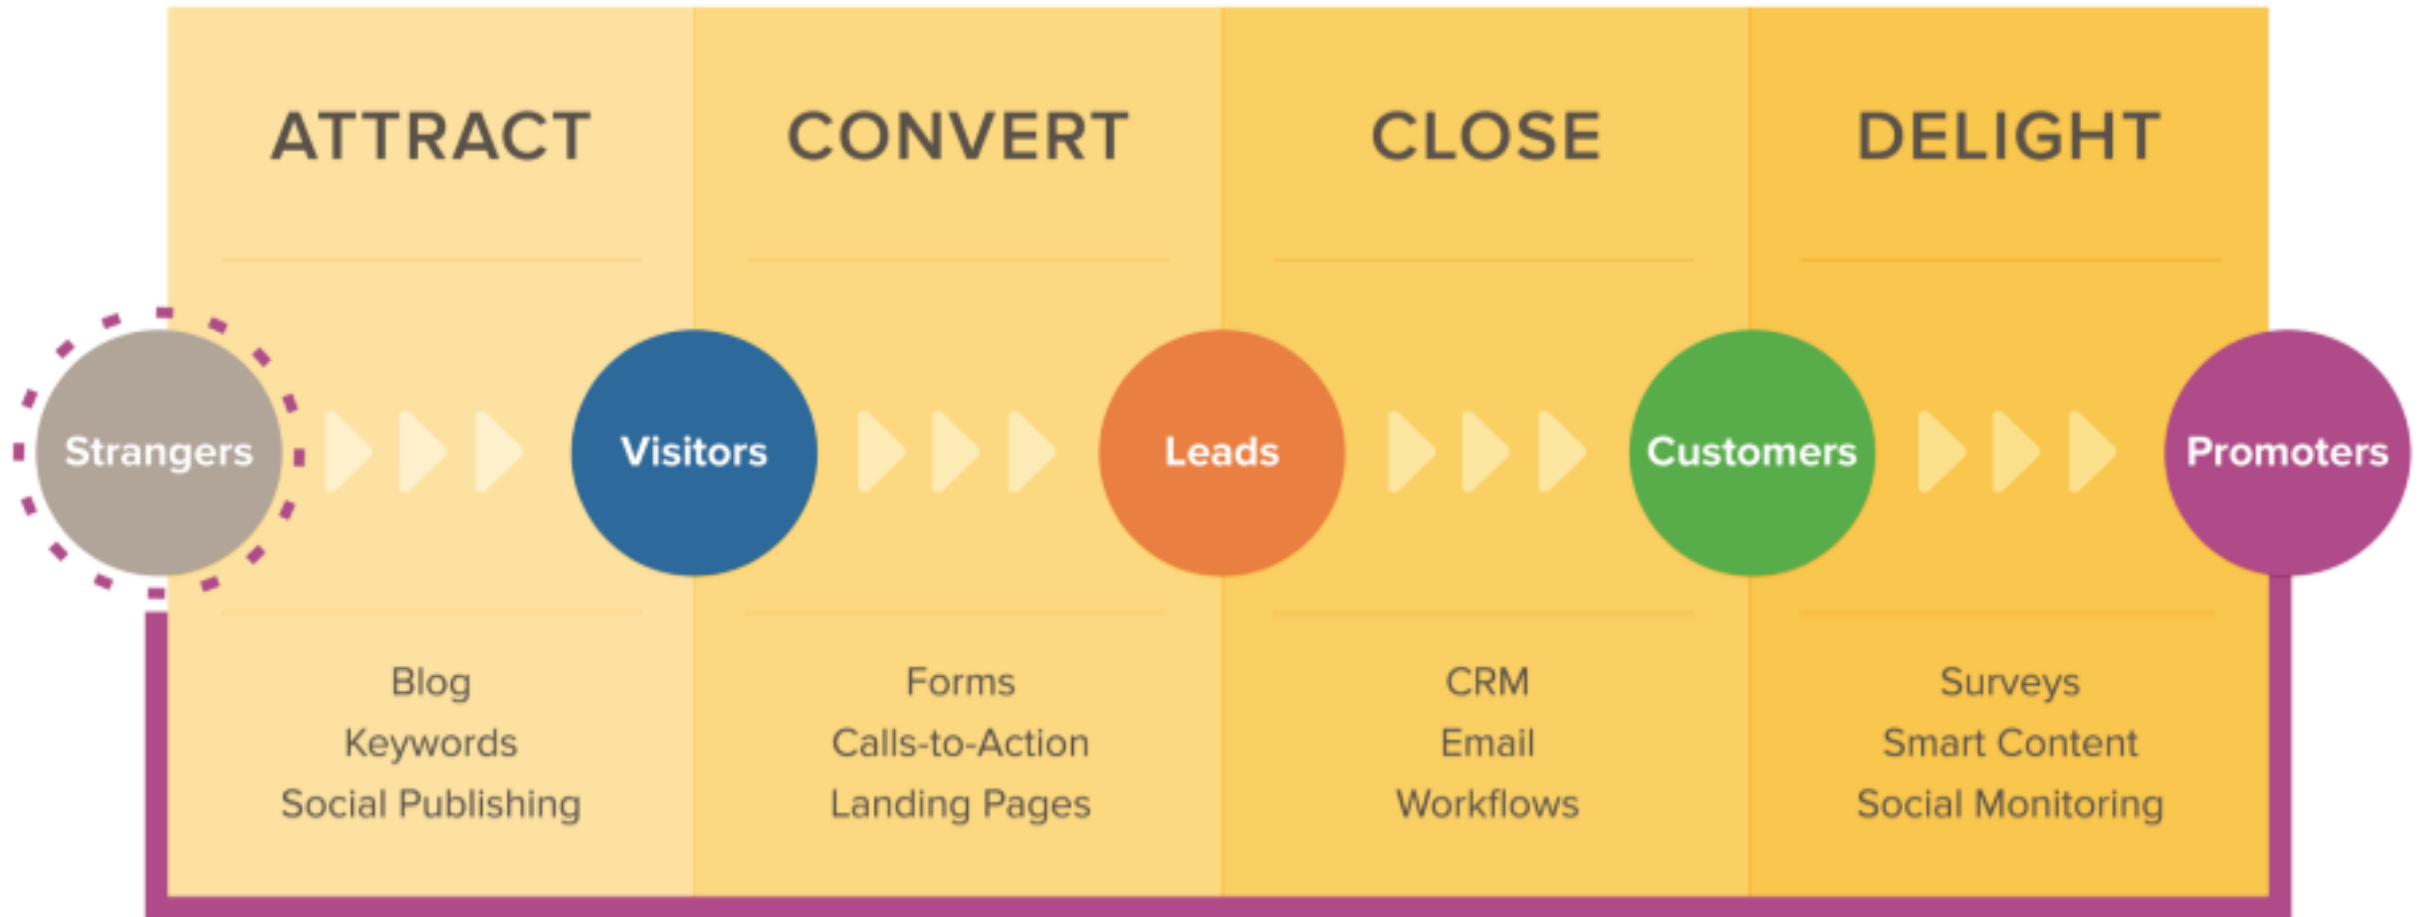 ATTRACT
CONVERT
CLOSE
DELIGHT
Strangers
Visitors
Leads
Customers
Promoters
Blog
Keywords
Social Publishing
Forms
Calls-to-Action
Landing Pages
CRM
Email
Workflows
Surveys
Smart Content
Social Monitoring